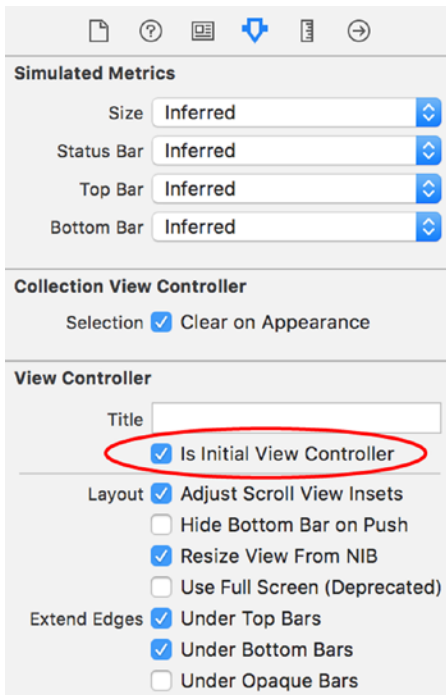 Simulated Metrics
Size Inferred
Status Bar Inferred
Top Bar Inferred
Bottom Bar Inferred
Collection View Controller
Selection Clear on Appearance
View Controller
Title
Is Initial View Controller
Layout Adjust Scroll View Insets
Hide Bottom Bar on Push
Resize View From NIB
Use Full Screen (Deprecated)
Extend Edges Under Top Bars
Under Bottom Bars
Under Opaque Bars